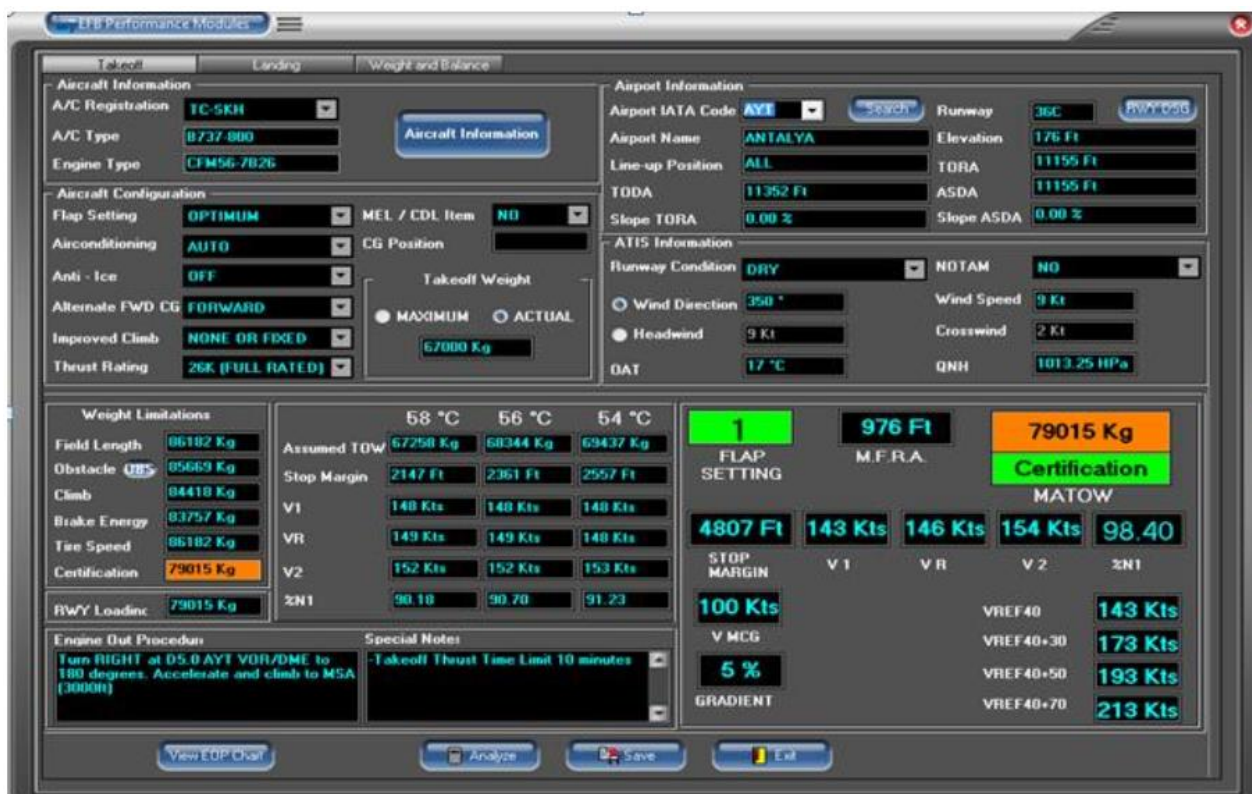 EFB Performance Modules
Takeoff Landing Weight and Balance
Aircraft Information
A/C Registration TC-SKH
A/C Type B737-800
Engine Type CFM56-7B26
Aircraft Information
Airport Information
Airport IATA Code AYT Search Runway 36C RWY DSG
Airport Name ANTALYA Elevation 176 Ft
Line-up Position ALL TORA 11155 Ft
TODA 11352 Ft ASDA 11155 Ft
Slope TORA 0.00 % Slope ASDA 0.00 %
Aircraft Configuration
Flap Setting OPTIMUM MEL / CDL Item NO
Airconditioning AUTO CG Position
Anti - Ice OFF
Alternate FWD CG FORWARD
Improved Climb NONE OR FIXED
Thrust Rating 26K (FULL RATED)
Takeoff Weight
MAXIMUM ACTUAL
67000 Kg
ATIS Information
Runway Condition DRY NOTAM NO
Wind Direction 350 ° Wind Speed 9 Kt
Headwind 9 Kt Crosswind 2 Kt
OAT 17 °C QNH 1013.25 HPa
Weight Limitations
Field Length 86182 Kg
Obstacle OBS 85669 Kg
Climb 84418 Kg
Brake Energy 83757 Kg
Tire Speed 86182 Kg
Certification 79015 Kg
RWY Loadinc 79015 Kg
58 °C 56 °C 54 °C
Assumed TOW 67258 Kg 68344 Kg 69437 Kg
Stop Margin 2147 Ft 2361 Ft 2557 Ft
V1 148 Kts 148 Kts 148 Kts
VR 149 Kts 149 Kts 148 Kts
V2 152 Kts 152 Kts 153 Kts
%N1 90.10 90.70 91.23
1 976 Ft 79015 Kg
FLAP SETTING M.F.R.A. Certification
MATOW
4807 Ft 143 Kts 146 Kts 154 Kts 98.40
STOP MARGIN V 1 V R V 2 %N1
100 Kts VREF40 143 Kts
V MCG VREF40+30 173 Kts
5 % VREF40+50 193 Kts
GRADIENT VREF40+70 213 Kts
Engine Out Procedun
Turn RIGHT at D5.0 AYT VOR/DME to
180 degrees. Accelerate and climb to MSA
(3000ft)
Special Notes
-Takeoff Thrust Time Limit 10 minutes
View EOP Chart Analyze Save Exit